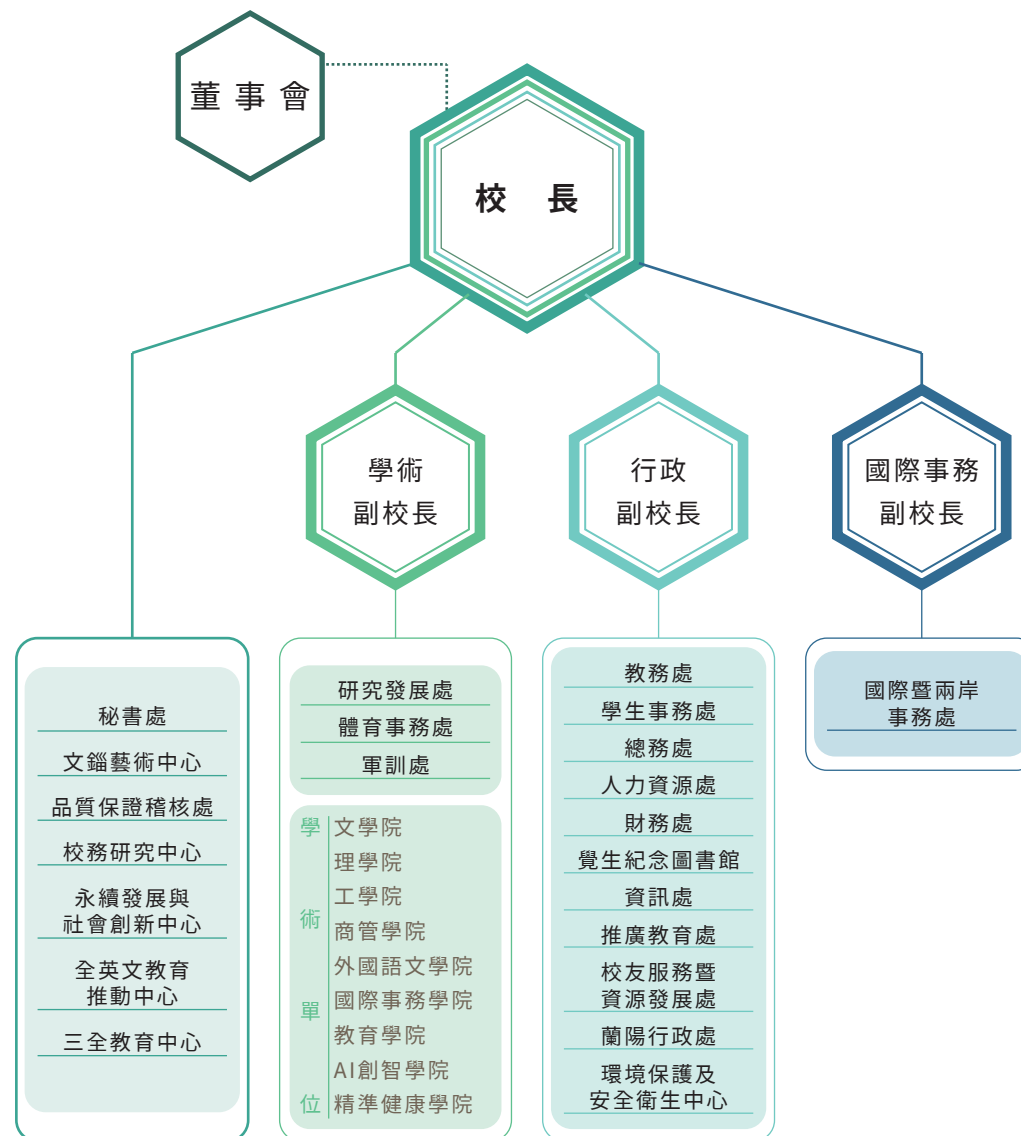 董事會
校長
學術
副校長
行政
副校長
國際事務
副校長
秘書處
文錙藝術中心
品質保證稽核處
校務研究中心
永續發展與
社會創新中心
全英文教育
推動中心
三全教育中心
研究發展處
體育事務處
軍訓處
學術單位
文學院
理學院
工學院
商管學院
外國語文學院
國際事務學院
教育學院
AI創智學院
精準健康學院
教務處
學生事務處
總務處
人力資源處
財務處
覺生紀念圖書館
資訊處
推廣教育處
校友服務暨
資源發展處
蘭陽行政處
環境保護及
安全衛生中心
國際暨兩岸
事務處